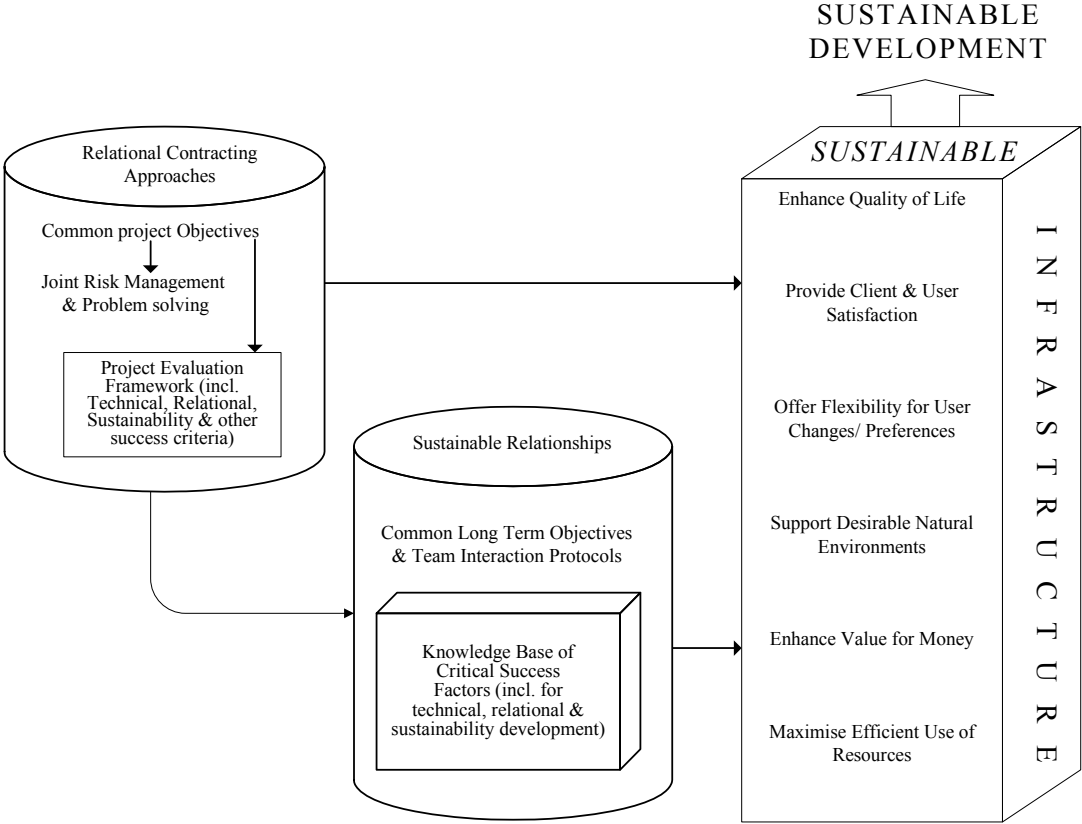 SUSTAINABLE
DEVELOPMENT
SUSTAINABLE
INFRASTRUCTURE
Relational Contracting
Approaches
Common project Objectives
Joint Risk Management
& Problem solving
Project Evaluation
Framework (incl.
Technical, Relational,
Sustainability & other
success criteria)
Sustainable Relationships
Common Long Term Objectives
& Team Interaction Protocols
Knowledge Base of
Critical Success
Factors (incl. for
technical, relational &
sustainability development)
Enhance Quality of Life
Provide Client & User
Satisfaction
Offer Flexibility for User
Changes/ Preferences
Support Desirable Natural
Environments
Enhance Value for Money
Maximise Efficient Use of
Resources